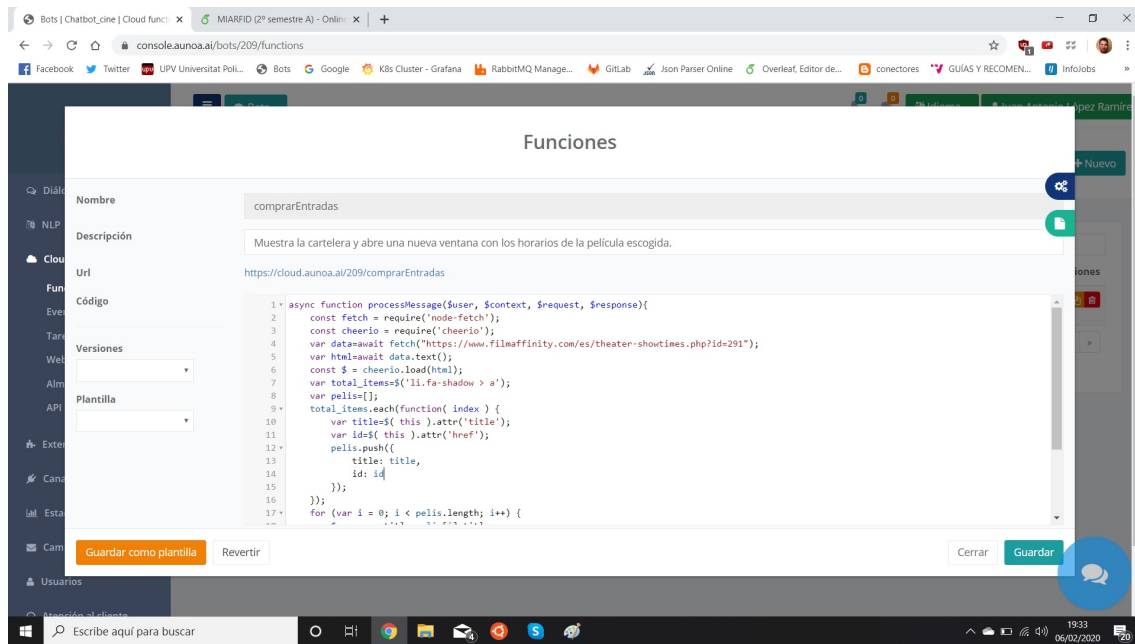 Bots | Chatbot_cine | Cloud funct
MIARFID (2º semestre A) - Online
console.aunoa.ai/bots/209/functions
Facebook Twitter UPV Universitat Poli... Bots Google K8s Cluster - Grafana RabbitMQ Manage... GitLab Json Parser Online Overleaf, Editor de... conectores GUÍAS Y RECOMEN... InfoJobs »
Funciones
Nuevo
Diálo
NLP
Clou
Fun
Eve
Tare
Web
Alm
API
Exter
Cana
Esta
Cam
Usuarios
Nombre
comprarEntradas
Descripción
Muestra la cartelera y abre una nueva ventana con los horarios de la película escogida.
Url
https://cloud.aunoa.ai/209/comprarEntradas
iones
Código
Versiones
Plantilla
1 async function processMessage($user, $context, $request, $response){
2 const fetch = require('node-fetch');
3 const cheerio = require('cheerio');
4 var data=await fetch("https://www.filmaffinity.com/es/theater-showtimes.php?id=291");
5 var html=await data.text();
6 const $ = cheerio.load(html);
7 var total_items=$('li.fa-shadow > a');
8 var pelis=[];
9 total_items.each(function( index ) {
10 var title=$( this ).attr('title');
11 var id=$( this ).attr('href');
12 pelis.push({
13 title: title,
14 id: id
15 });
16 });
17 for (var i = 0; i < pelis.length; i++) {
Guardar como plantilla
Revertir
Cerrar
Guardar
Escribe aquí para buscar
19:33
06/02/2020
20